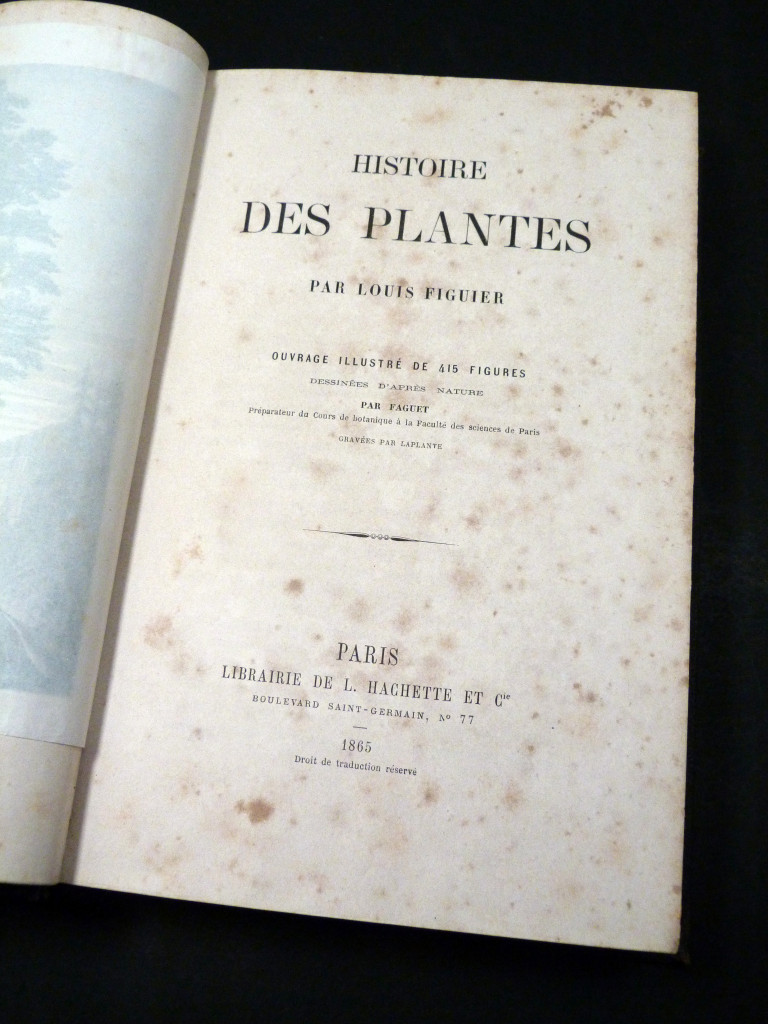 HISTOIRE
DES PLANTES
PAR LOUIS FIGUIER
OUVRAGE ILLUSTRÉ DE 415 FIGURES
DESSINÉES D'APRÈS NATURE
PAR FAGUET
Préparateur du Cours de botanique à la Faculté des sciences de Paris
GRAVÉES PAR LAPLANTE
PARIS
LIBRAIRIE DE L. HACHETTE ET Cie
BOULEVARD SAINT-GERMAIN, No 77
1865
Droit de traduction réservé